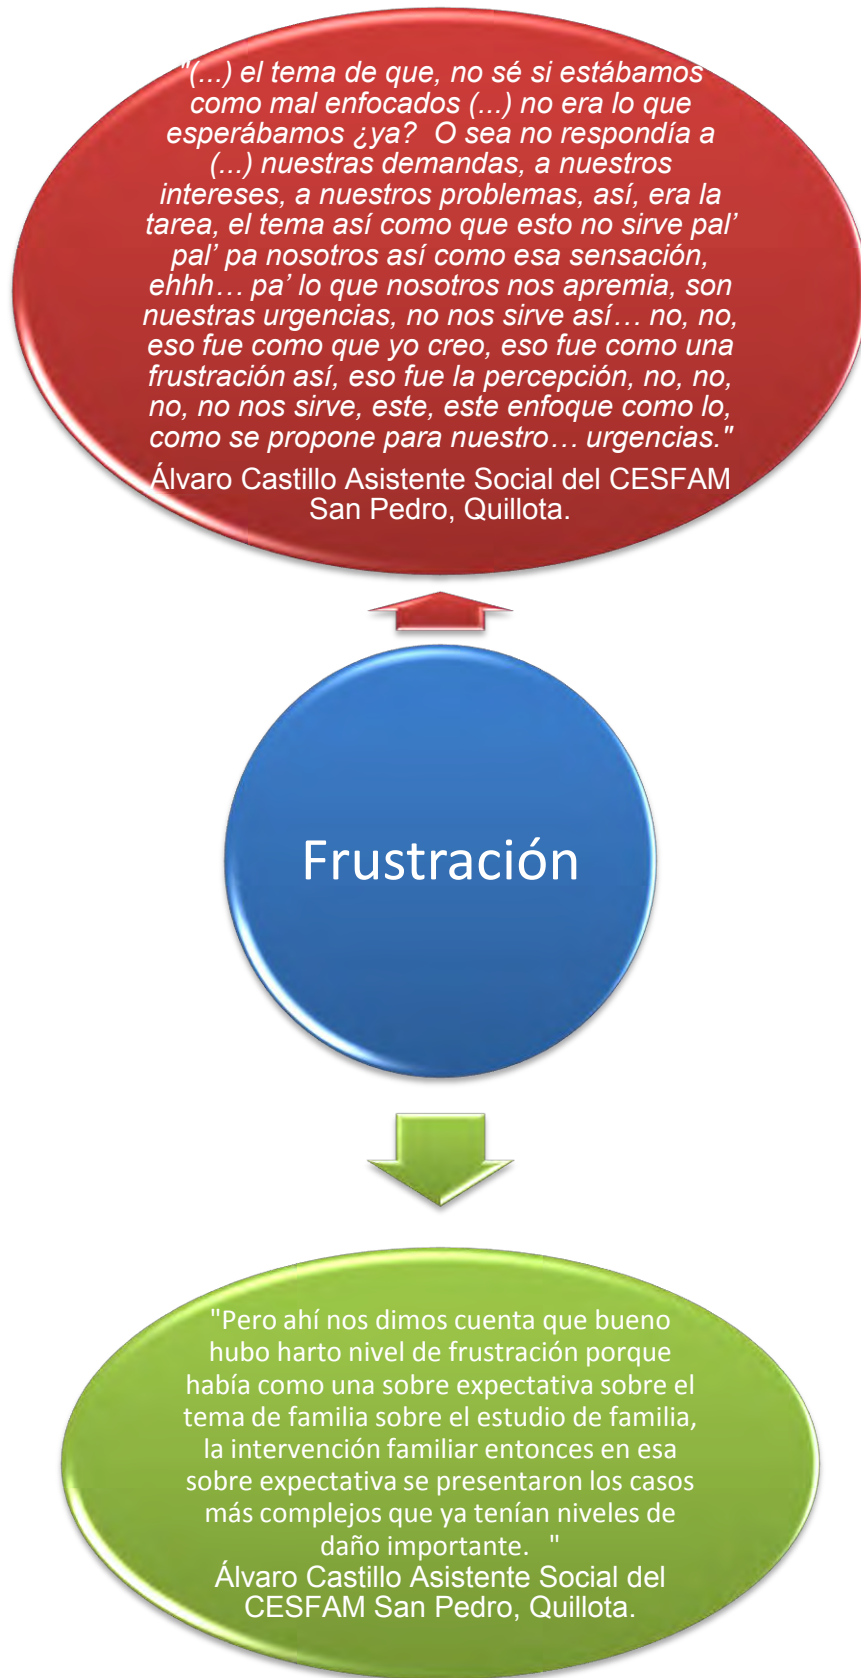 "(...) el tema de que, no sé si estábamos
como mal enfocados (...) no era lo que
esperábamos ¿ya?  O sea no respondía a
(...) nuestras demandas, a nuestros
intereses, a nuestros problemas, así, era la
tarea, el tema así como que esto no sirve pal’
pal’ pa nosotros así como esa sensación,
ehhh… pa’ lo que nosotros nos apremia, son
nuestras urgencias, no nos sirve así… no, no,
eso fue como que yo creo, eso fue como una
frustración así, eso fue la percepción, no, no,
no, no nos sirve, este, este enfoque como lo,
como se propone para nuestro… urgencias."
Álvaro Castillo Asistente Social del CESFAM
San Pedro, Quillota.
Frustración
"Pero ahí nos dimos cuenta que bueno
hubo harto nivel de frustración porque
había como una sobre expectativa sobre el
tema de familia sobre el estudio de familia,
la intervención familiar entonces en esa
sobre expectativa se presentaron los casos
más complejos que ya tenían niveles de
daño importante.   "
Álvaro Castillo Asistente Social del
CESFAM San Pedro, Quillota.